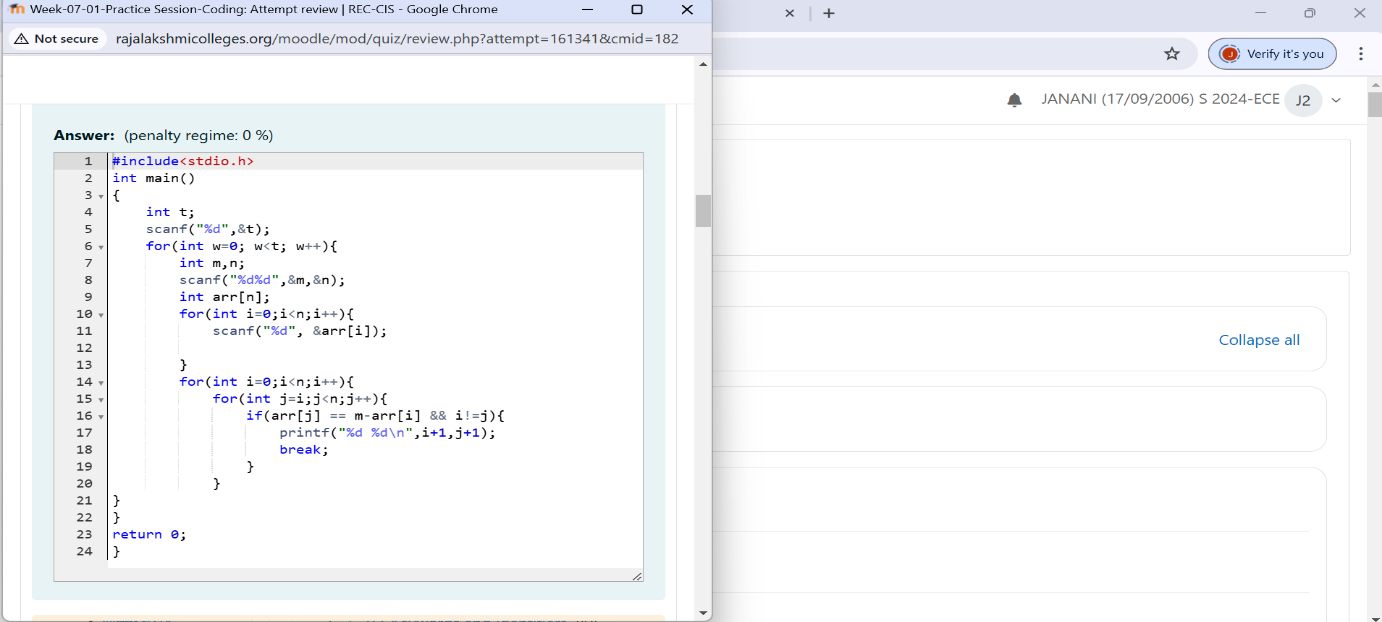 Week-07-01-Practice Session-Coding: Attempt review | REC-CIS - Google Chrome
Not secure rajalakshmicolleges.org/moodle/mod/quiz/review.php?attempt=161341&cmid=182
Verify it's you
JANANI (17/09/2006) S 2024-ECE J2
Collapse all
Answer: (penalty regime: 0 %)
1 #include<stdio.h>
2 int main()
3 {
4 int t;
5 scanf("%d",&t);
6 for(int w=0; w<t; w++){
7 int m,n;
8 scanf("%d%d",&m,&n);
9 int arr[n];
10 for(int i=0;i<n;i++){
11 scanf("%d", &arr[i]);
12
13 }
14 for(int i=0;i<n;i++){
15 for(int j=i;j<n;j++){
16 if(arr[j] == m-arr[i] && i!=j){
17 printf("%d %d\n",i+1,j+1);
18 break;
19 }
20 }
21 }
22 }
23 return 0;
24 }